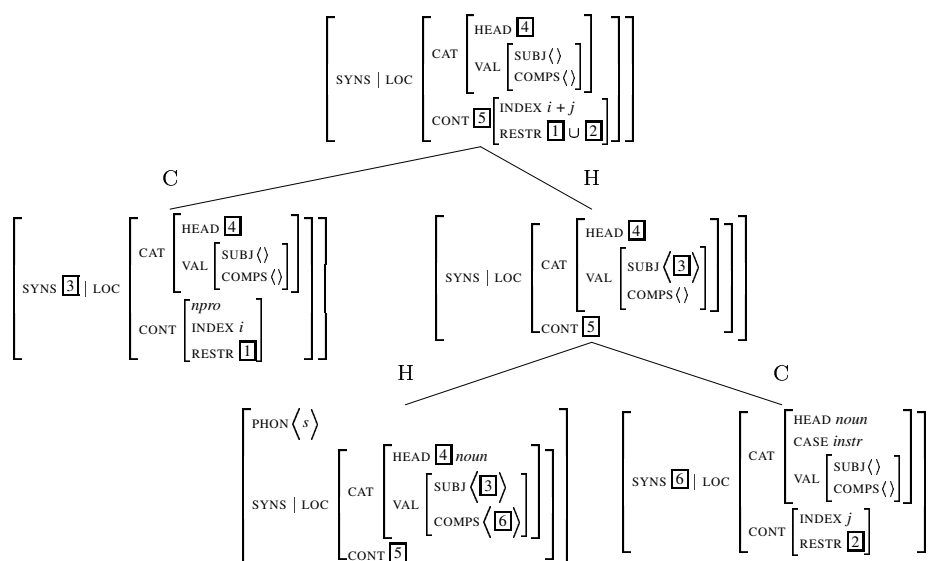 HEAD 4
CAT
VAL
SUBJ⟨⟩
COMPS⟨⟩
SYNS | LOC
CONT 5
INDEX i + j
RESTR 1 ∪ 2
C
H
HEAD 4
CAT
VAL
SUBJ⟨⟩
COMPS⟨⟩
SYNS 3 | LOC
CONT
npro
INDEX i
RESTR 1
HEAD 4
CAT
VAL
SUBJ⟨3⟩
COMPS⟨⟩
SYNS | LOC
CONT 5
H
C
PHON⟨s⟩
HEAD 4 noun
CAT
VAL
SUBJ⟨3⟩
COMPS⟨6⟩
SYNS | LOC
CONT 5
HEAD noun
CASE instr
CAT
VAL
SUBJ⟨⟩
COMPS⟨⟩
SYNS 6 | LOC
CONT
INDEX j
RESTR 2